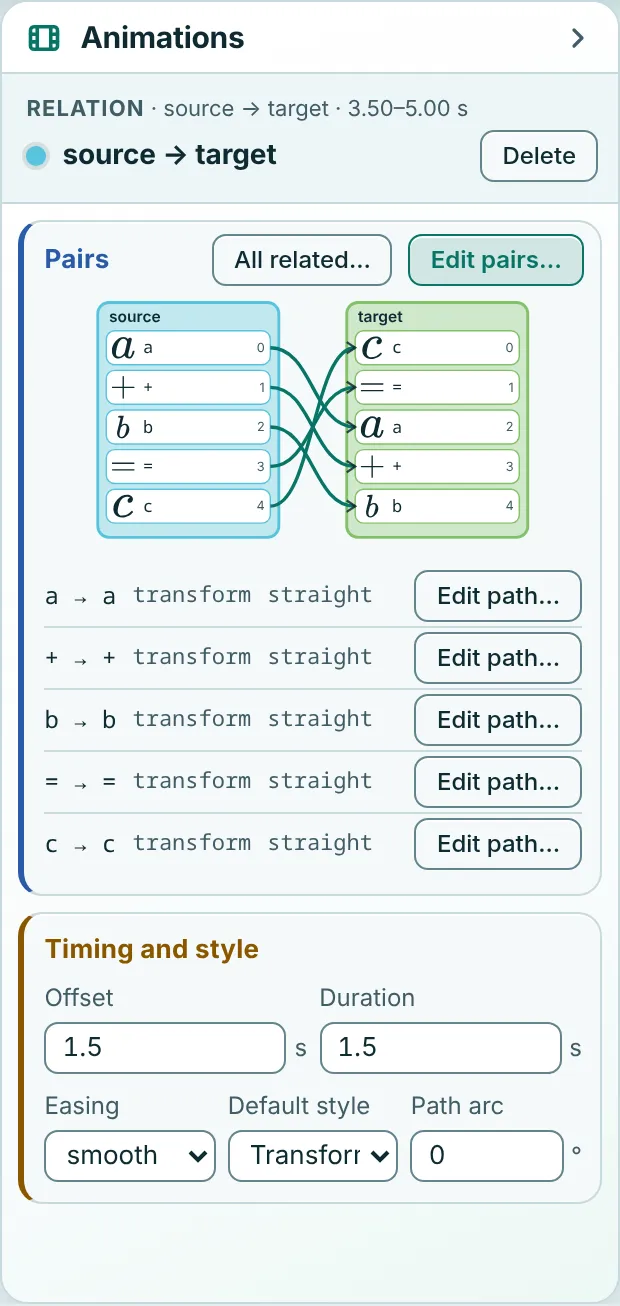 Animations
RELATION · source → target · 3.50–5.00 s
source → target
Delete
Pairs
All related...
Edit pairs...
source
a a 0
+ + 1
b b 2
= = 3
c c 4
target
c c 0
= = 1
a a 2
+ + 3
b b 4
a → a transform straight Edit path...
+ → + transform straight Edit path...
b → b transform straight Edit path...
= → = transform straight Edit path...
c → c transform straight Edit path...
Timing and style
Offset Duration
1.5 s 1.5 s
Easing Default style Path arc
smooth Transforr 0 °